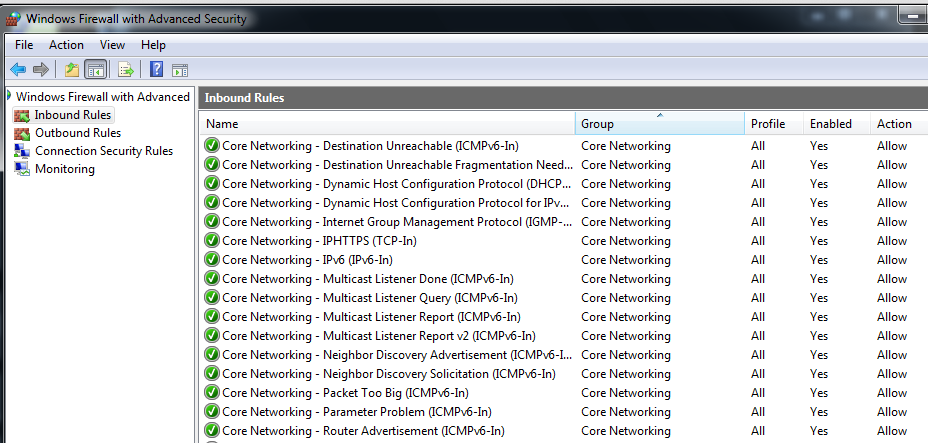 Windows Firewall with Advanced Security
File Action View Help
Windows Firewall with Advanced
Inbound Rules
Outbound Rules
Connection Security Rules
Monitoring
Inbound Rules
Name Group Profile Enabled Action
Core Networking - Destination Unreachable (ICMPv6-In) Core Networking All Yes Allow
Core Networking - Destination Unreachable Fragmentation Need... Core Networking All Yes Allow
Core Networking - Dynamic Host Configuration Protocol (DHCP... Core Networking All Yes Allow
Core Networking - Dynamic Host Configuration Protocol for IPv... Core Networking All Yes Allow
Core Networking - Internet Group Management Protocol (IGMP-... Core Networking All Yes Allow
Core Networking - IPHTTPS (TCP-In) Core Networking All Yes Allow
Core Networking - IPv6 (IPv6-In) Core Networking All Yes Allow
Core Networking - Multicast Listener Done (ICMPv6-In) Core Networking All Yes Allow
Core Networking - Multicast Listener Query (ICMPv6-In) Core Networking All Yes Allow
Core Networking - Multicast Listener Report (ICMPv6-In) Core Networking All Yes Allow
Core Networking - Multicast Listener Report v2 (ICMPv6-In) Core Networking All Yes Allow
Core Networking - Neighbor Discovery Advertisement (ICMPv6-I... Core Networking All Yes Allow
Core Networking - Neighbor Discovery Solicitation (ICMPv6-In) Core Networking All Yes Allow
Core Networking - Packet Too Big (ICMPv6-In) Core Networking All Yes Allow
Core Networking - Parameter Problem (ICMPv6-In) Core Networking All Yes Allow
Core Networking - Router Advertisement (ICMPv6-In) Core Networking All Yes Allow